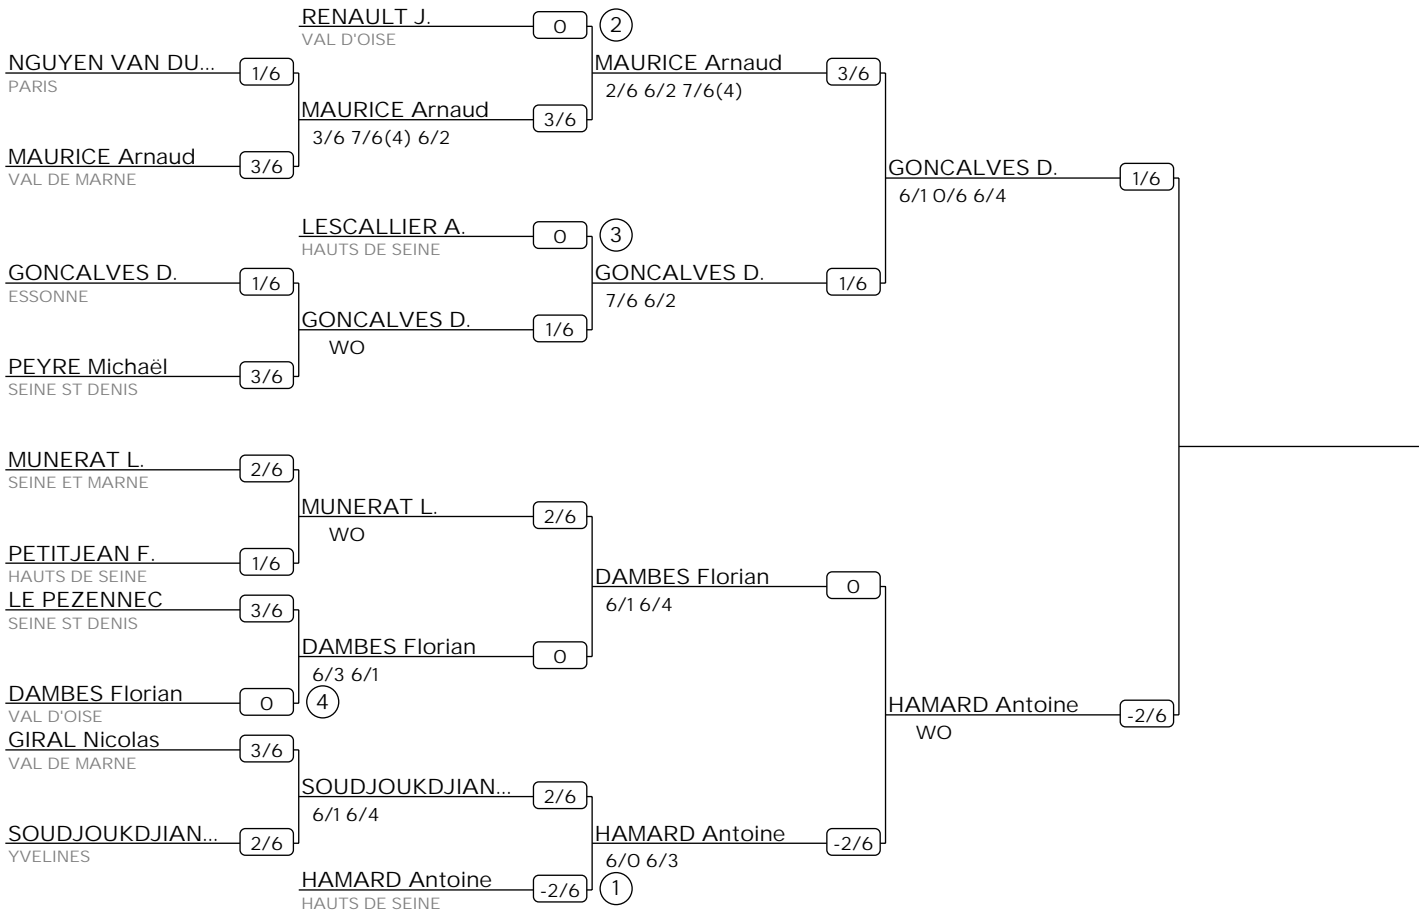 RENAULT J.
0
2
VAL D'OISE
NGUYEN VAN DU...
1/6
PARIS
MAURICE Arnaud
3/6
2/6 6/2 7/6(4)
MAURICE Arnaud
3/6
3/6 7/6(4) 6/2
MAURICE Arnaud
3/6
VAL DE MARNE
GONCALVES D.
1/6
6/1 0/6 6/4
LESCALLIER A.
0
3
HAUTS DE SEINE
GONCALVES D.
1/6
ESSONNE
GONCALVES D.
1/6
7/6 6/2
GONCALVES D.
1/6
WO
PEYRE Michaël
3/6
SEINE ST DENIS
MUNERAT L.
2/6
SEINE ET MARNE
MUNERAT L.
2/6
WO
PETITJEAN F.
1/6
HAUTS DE SEINE
DAMBES Florian
0
6/1 6/4
LE PEZENNEC
3/6
SEINE ST DENIS
DAMBES Florian
0
6/3 6/1
DAMBES Florian
0
4
VAL D'OISE
HAMARD Antoine
-2/6
WO
GIRAL Nicolas
3/6
VAL DE MARNE
SOUDJOUKDJIAN...
2/6
6/1 6/4
SOUDJOUKDJIAN...
2/6
YVELINES
HAMARD Antoine
-2/6
6/0 6/3
HAMARD Antoine
-2/6
1
HAUTS DE SEINE